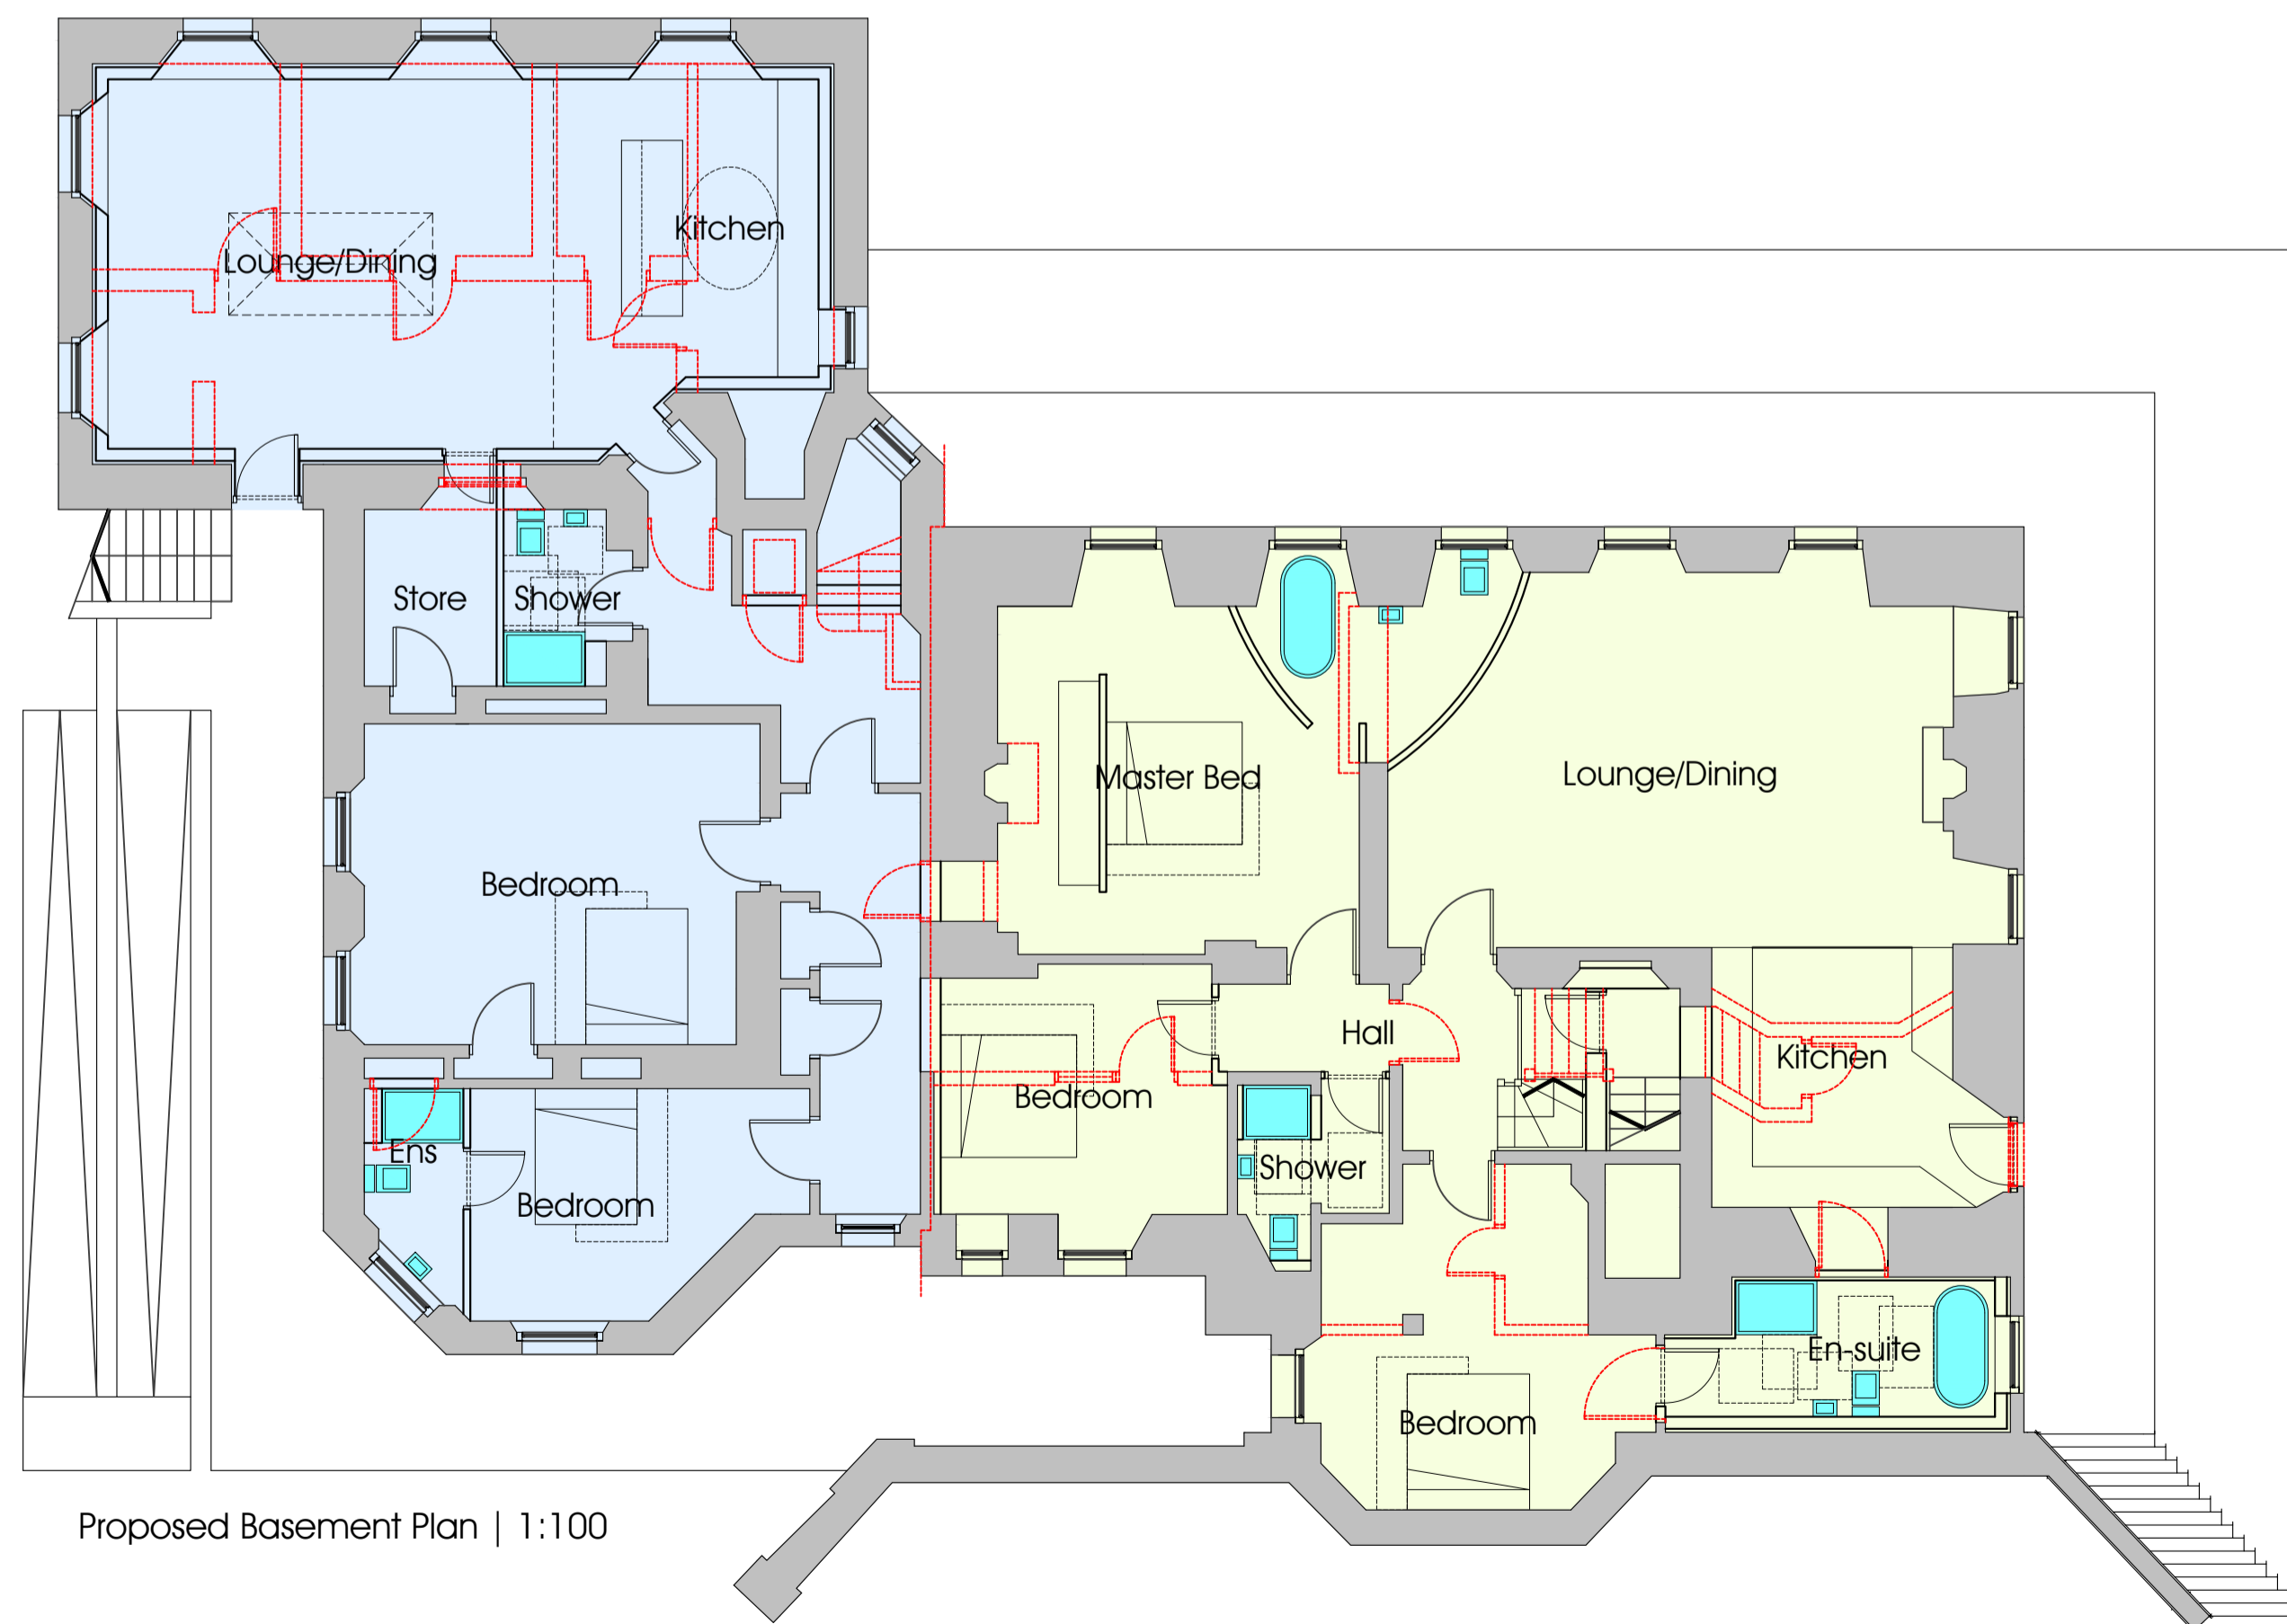 Kitchen
Lounge/Dining
Store
Shower
Master Bed
Lounge/Dining
Bedroom
Hall
Kitchen
Bedroom
Ens
Shower
Bedroom
En-suite
Bedroom
Proposed Basement Plan | 1:100